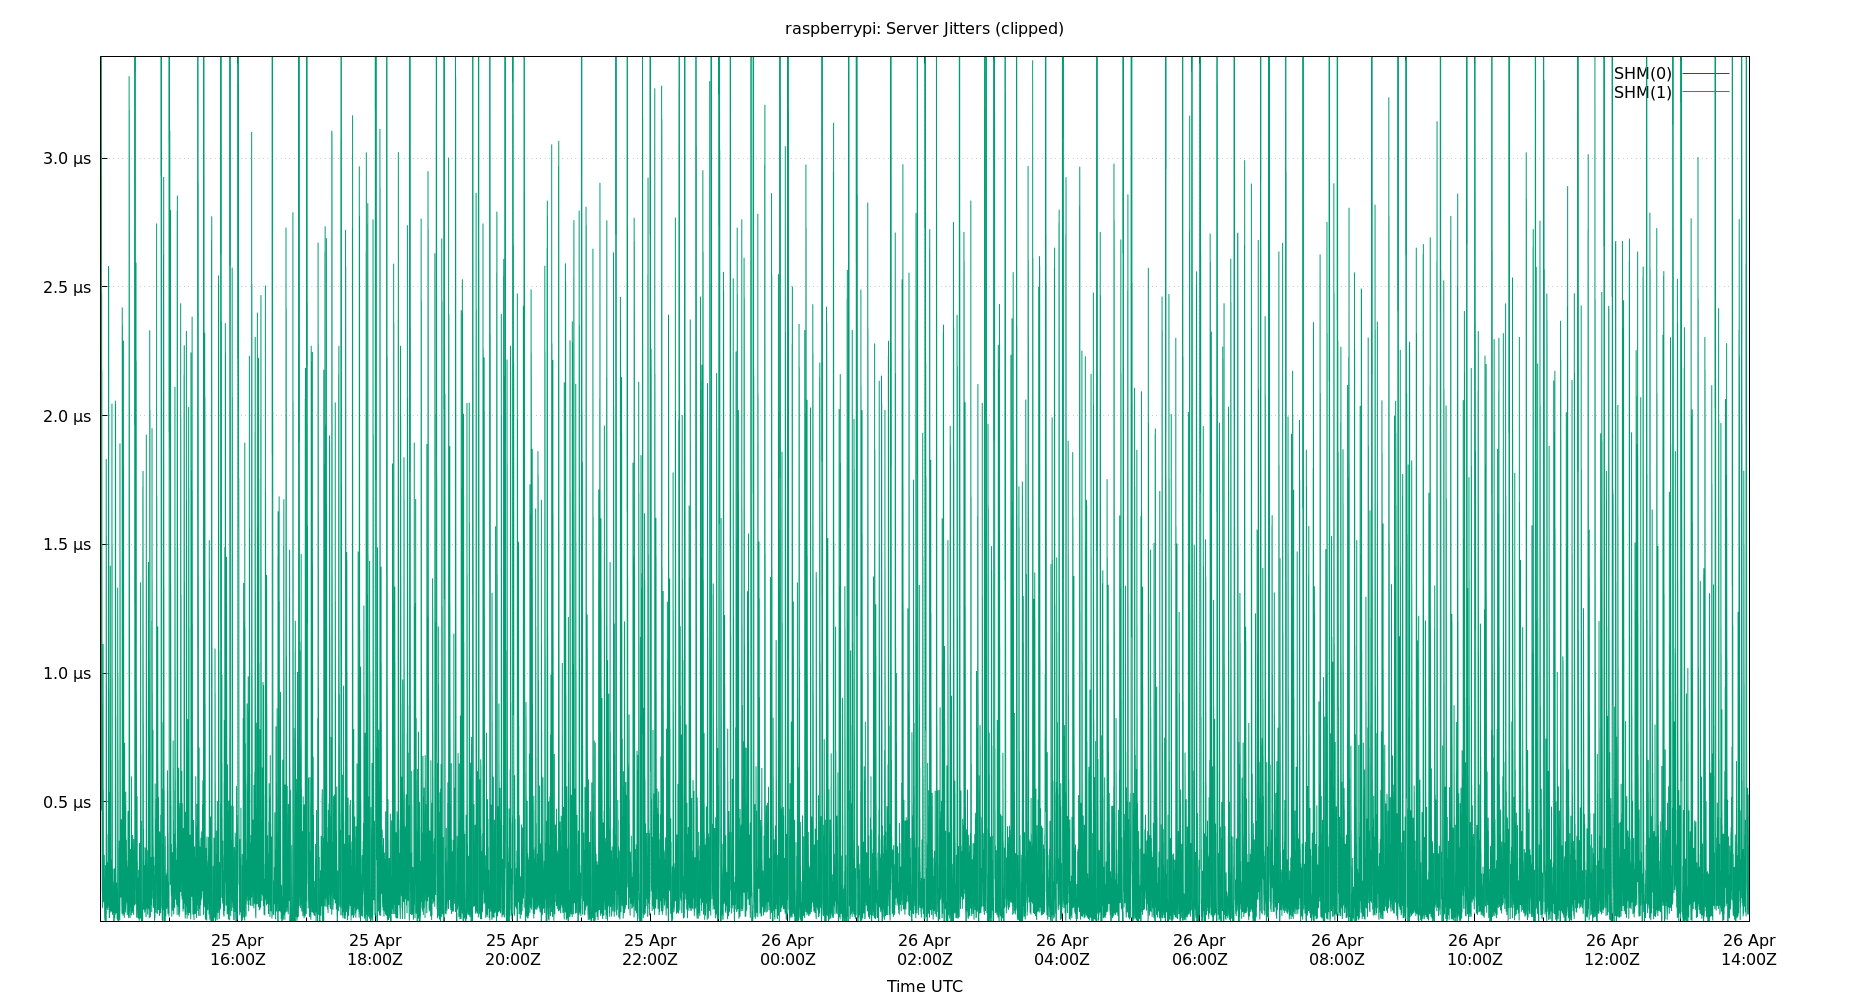 raspberrypi: Server Jitters (clipped)
SHM(0)
SHM(1)
3.0 μs
2.5 μs
2.0 μs
1.5 μs
1.0 μs
0.5 μs
25 Apr 25 Apr 25 Apr 25 Apr 26 Apr 26 Apr 26 Apr 26 Apr 26 Apr 26 Apr 26 Apr 26 Apr
16:00Z 18:00Z 20:00Z 22:00Z 00:00Z 02:00Z 04:00Z 06:00Z 08:00Z 10:00Z 12:00Z 14:00Z
Time UTC